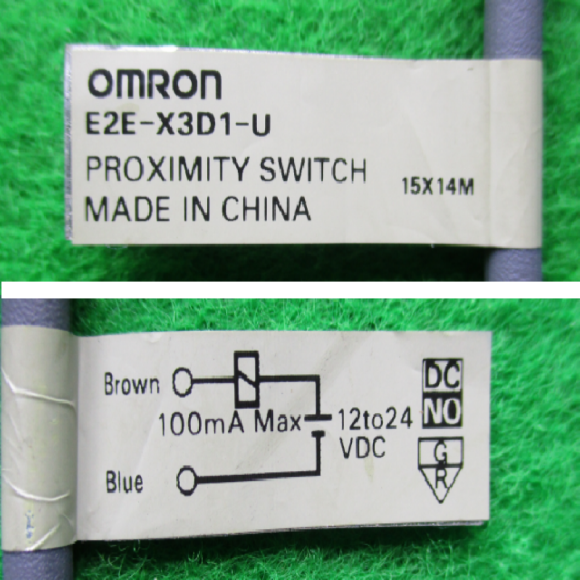 OMRON
E2E-X3D1-U
PROXIMITY SWITCH
15X14M
MADE IN CHINA
Brown
100mA Max
12to24
VDC
Blue
DC
NO
G
R